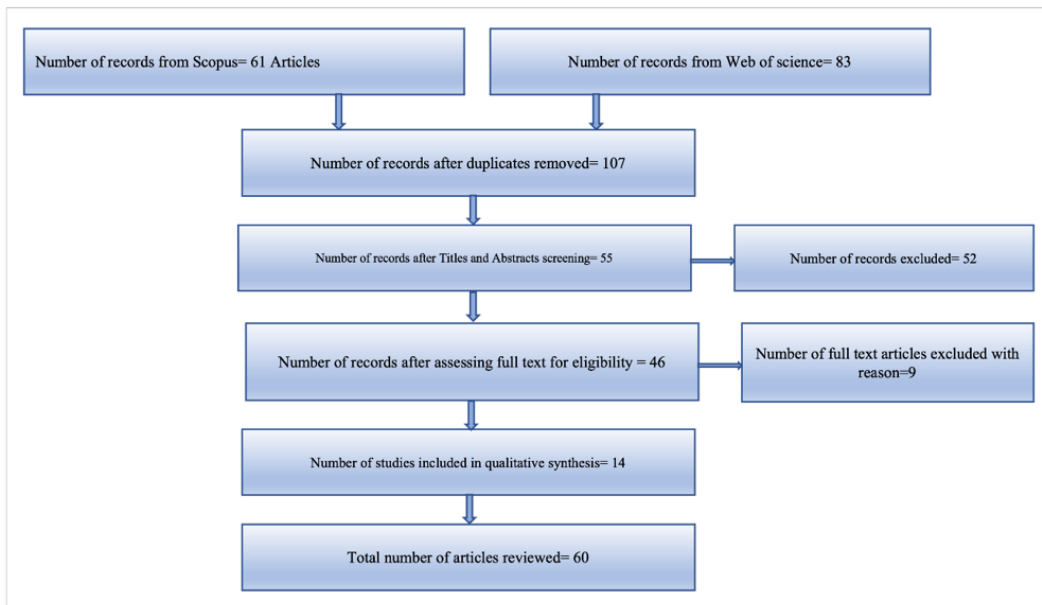 Number of records from Scopus= 61 Articles
Number of records from Web of science= 83
Number of records after duplicates removed= 107
Number of records after Titles and Abstracts screening= 55
Number of records excluded= 52
Number of records after assessing full text for eligibility = 46
Number of full text articles excluded with
reason=9
Number of studies included in qualitative synthesis= 14
Total number of articles reviewed= 60